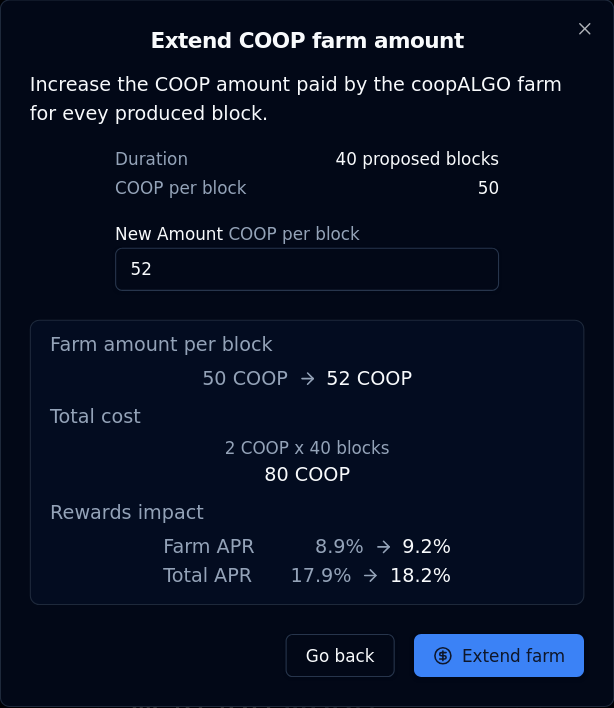 Extend COOP farm amount
Increase the COOP amount paid by the coopALGO farm
for evey produced block.
Duration 40 proposed blocks
COOP per block 50
New Amount COOP per block
52
Farm amount per block
50 COOP → 52 COOP
Total cost
2 COOP x 40 blocks
80 COOP
Rewards impact
Farm APR 8.9% → 9.2%
Total APR 17.9% → 18.2%
Go back Extend farm